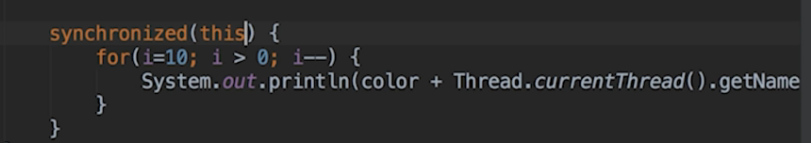 synchronized(this) {
for(i=10; i > 0; i--) {
System.out.println(color + Thread.currentThread().getName
}
}